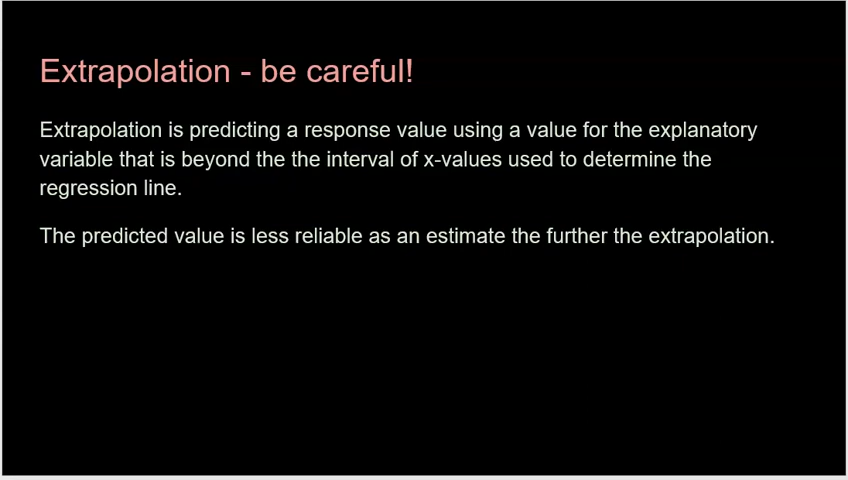 Extrapolation - be careful!
Extrapolation is predicting a response value using a value for the explanatory
variable that is beyond the the interval of x-values used to determine the
regression line.
The predicted value is less reliable as an estimate the further the extrapolation.